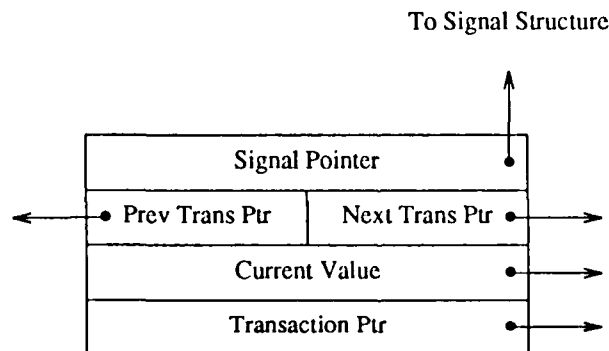 To Signal Structure
Signal Pointer
Prev Trans Ptr
Next Trans Ptr
Current Value
Transaction Ptr